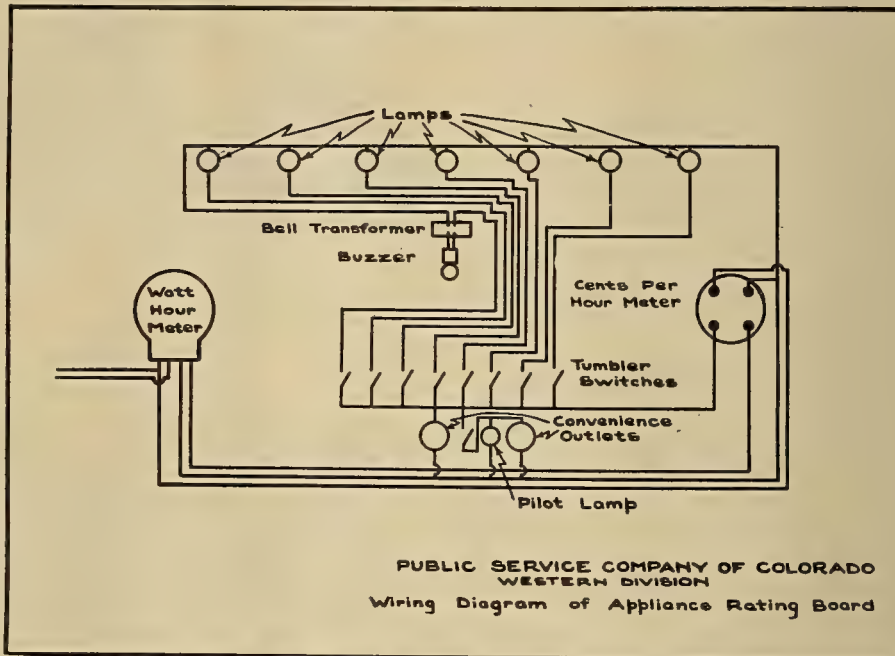 Lamps
Bell Transformer
Buzzer
Watt
Hour
Meter
Cents Per
Hour Meter
Tumbler
Switches
Convenience
Outlets
Pilot Lamp
PUBLIC SERVICE COMPANY OF COLORADO
WESTERN DIVISION
Wiring Diagram of Appliance Rating Board